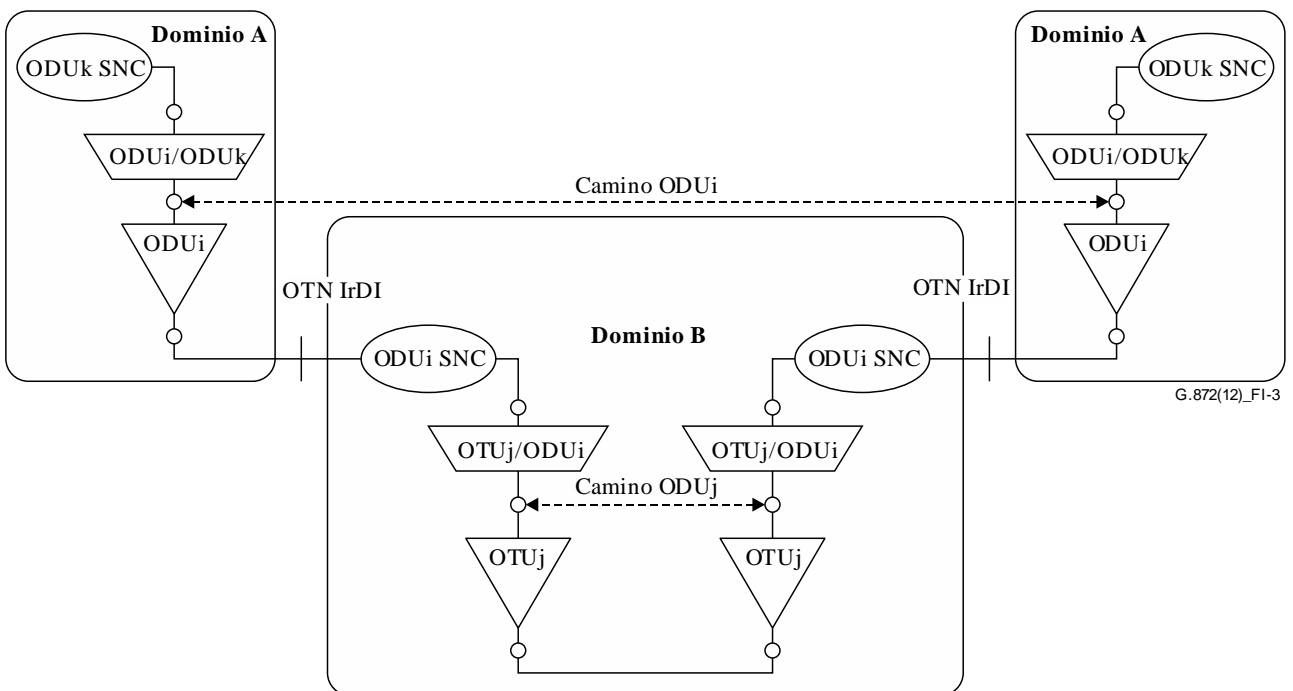 Dominio A
Dominio A
ODUk SNC
ODUk SNC
ODUi/ODUk
ODUi/ODUk
Camino ODUi
ODUi
ODUi
OTN IrDI
OTN IrDI
Dominio B
ODUi SNC
ODUi SNC
G.872(12)_FI-3
OTUj/ODUi
OTUj/ODUi
Camino ODUj
OTUj
OTUj